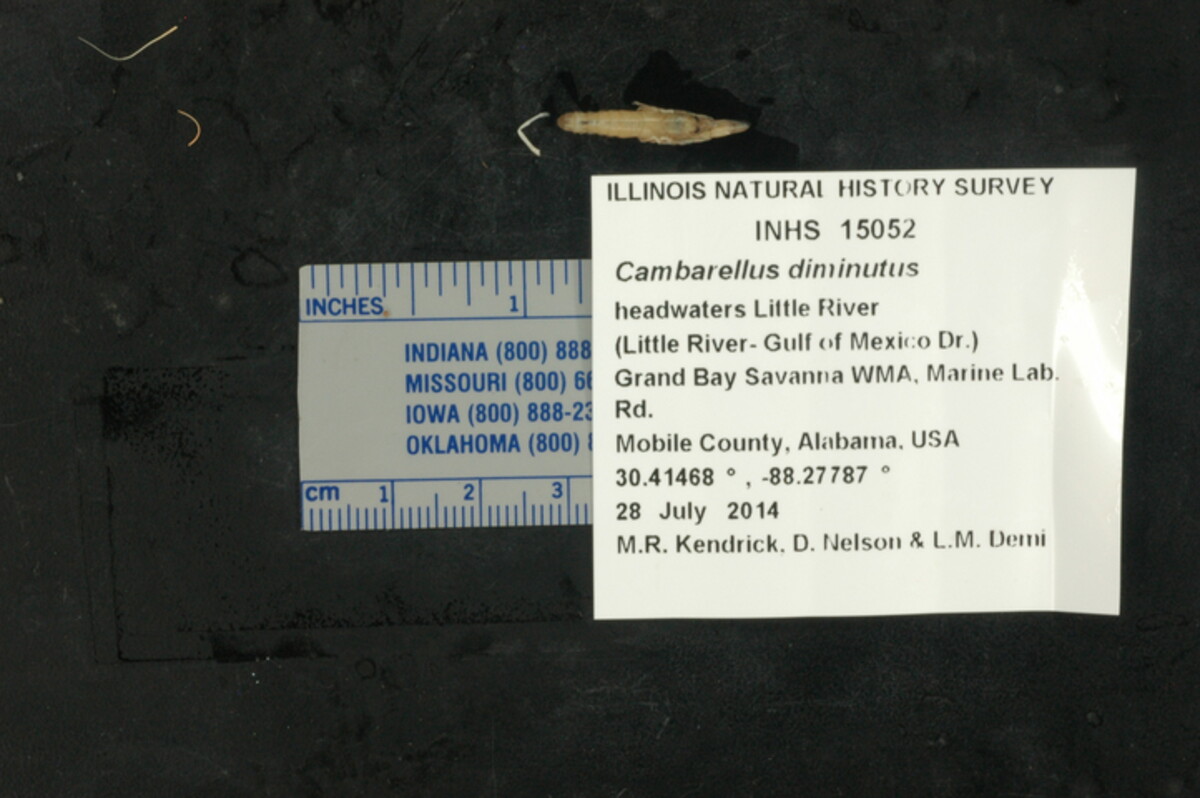 ILLINOIS NATURAL HISTORY SURVEY
INHS 15052
Cambarellus diminutus
headwaters Little River
(Little River- Gulf of Mexico Dr.)
Grand Bay Savanna WMA, Marine Lab.
Rd.
Mobile County, Alabama, USA
30.41468 ° , -88.27787 °
28 July 2014
M.R. Kendrick, D. Nelson & L.M. Demi
INCHES 1
INDIANA (800) 888
MISSOURI (800) 66
IOWA (800) 888-23
OKLAHOMA (800)
cm 1 2 3